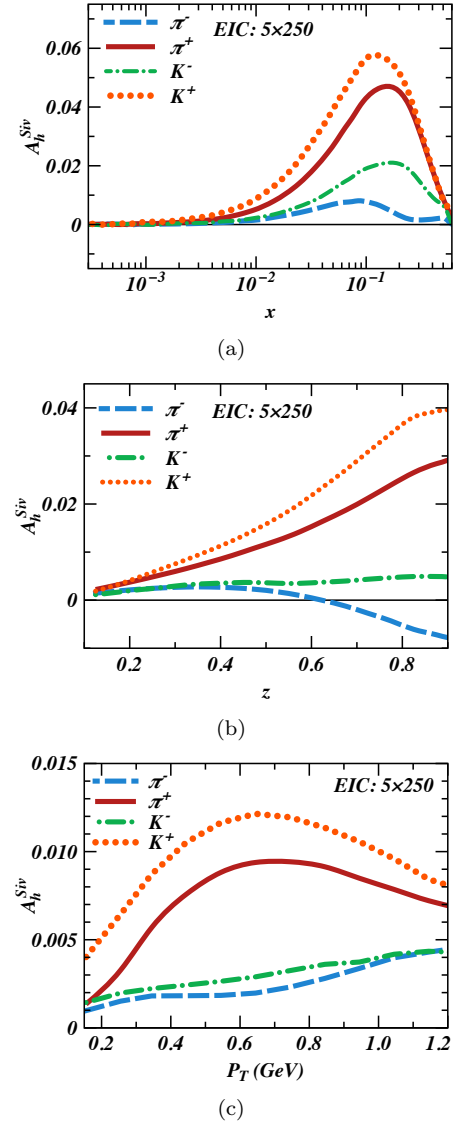 π⁻
EIC: 5×250
π⁺
K⁻
K⁺
0.06
0.04
0.02
0
A_h^{Siv}
10⁻³
10⁻²
10⁻¹
x
(a)
π⁻
EIC: 5×250
π⁺
K⁻
K⁺
0.04
0.02
0
A_h^{Siv}
0.2
0.4
0.6
0.8
z
(b)
π⁻
EIC: 5×250
π⁺
K⁻
K⁺
0.015
0.010
0.005
0
A_h^{Siv}
0.2
0.4
0.6
0.8
1.0
1.2
P_T (GeV)
(c)